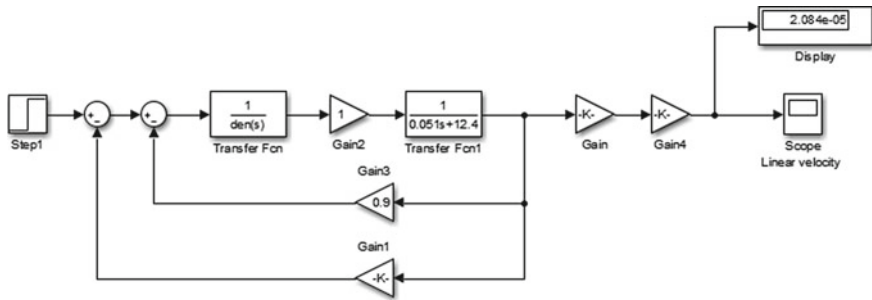 2.084e-05
Display
Step1
+
-
+
-
1
den(s)
Transfer Fcn
1
Gain2
1
0.051s+12.4
Transfer Fcn1
-K-
Gain
-K-
Gain4
Scope
Linear velocity
Gain3
0.9
Gain1
-K-